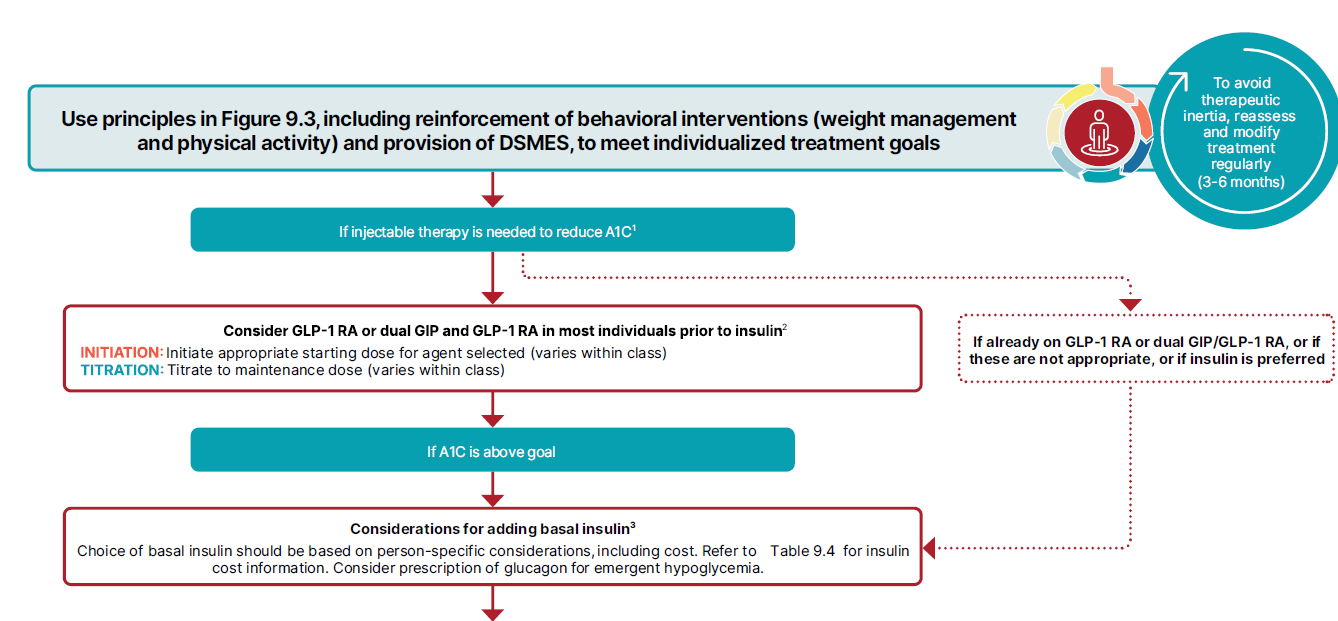 Use principles in Figure 9.3, including reinforcement of behavioral interventions (weight management
and physical activity) and provision of DSMES, to meet individualized treatment goals
To avoid
therapeutic
inertia, reassess
and modify
treatment
regularly
(3-6 months)
If injectable therapy is needed to reduce A1C¹
Consider GLP-1 RA or dual GIP and GLP-1 RA in most individuals prior to insulin²
INITIATION: Initiate appropriate starting dose for agent selected (varies within class)
TITRATION: Titrate to maintenance dose (varies within class)
If already on GLP-1 RA or dual GIP/GLP-1 RA, or if
these are not appropriate, or if insulin is preferred
If A1C is above goal
Considerations for adding basal insulin³
Choice of basal insulin should be based on person-specific considerations, including cost. Refer to Table 9.4 for insulin
cost information. Consider prescription of glucagon for emergent hypoglycemia.